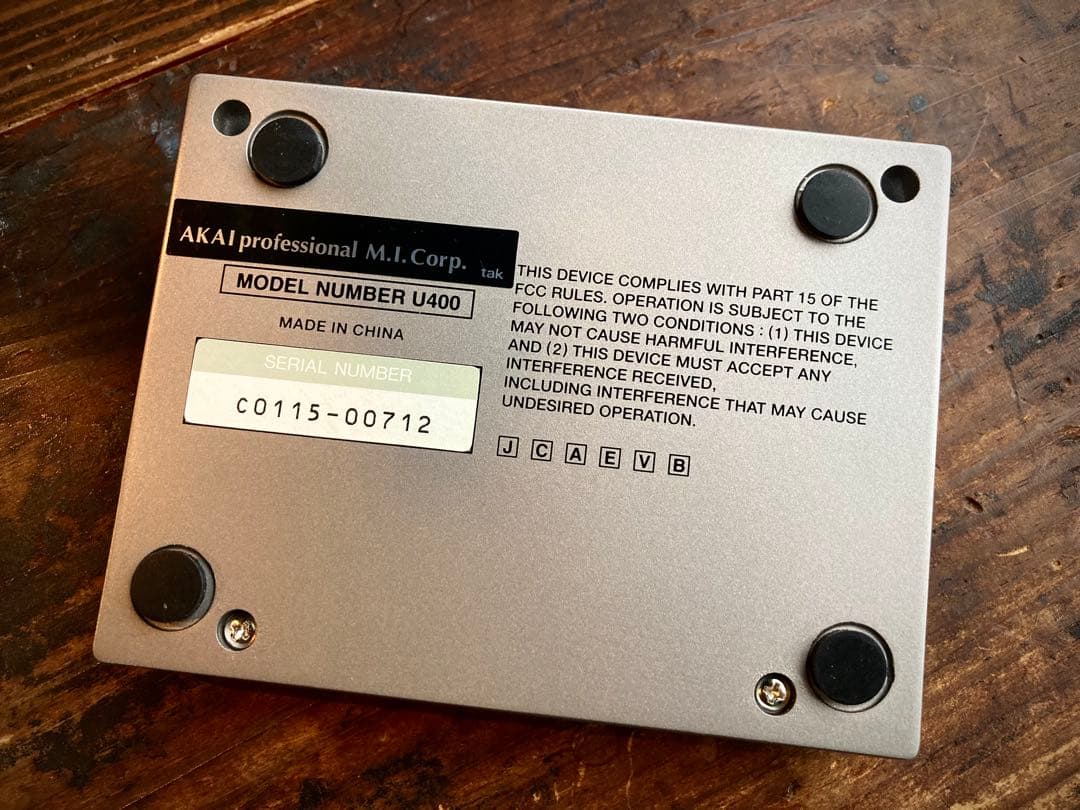 AKAI professional M.I. Corp.
tak
MODEL NUMBER U400
MADE IN CHINA
SERIAL NUMBER
C0115-00712
THIS DEVICE COMPLIES WITH PART 15 OF THE
FCC RULES. OPERATION IS SUBJECT TO THE
FOLLOWING TWO CONDITIONS : (1) THIS DEVICE
MAY NOT CAUSE HARMFUL INTERFERENCE,
AND (2) THIS DEVICE MUST ACCEPT ANY
INTERFERENCE RECEIVED,
INCLUDING INTERFERENCE THAT MAY CAUSE
UNDESIRED OPERATION.
J C A E V B